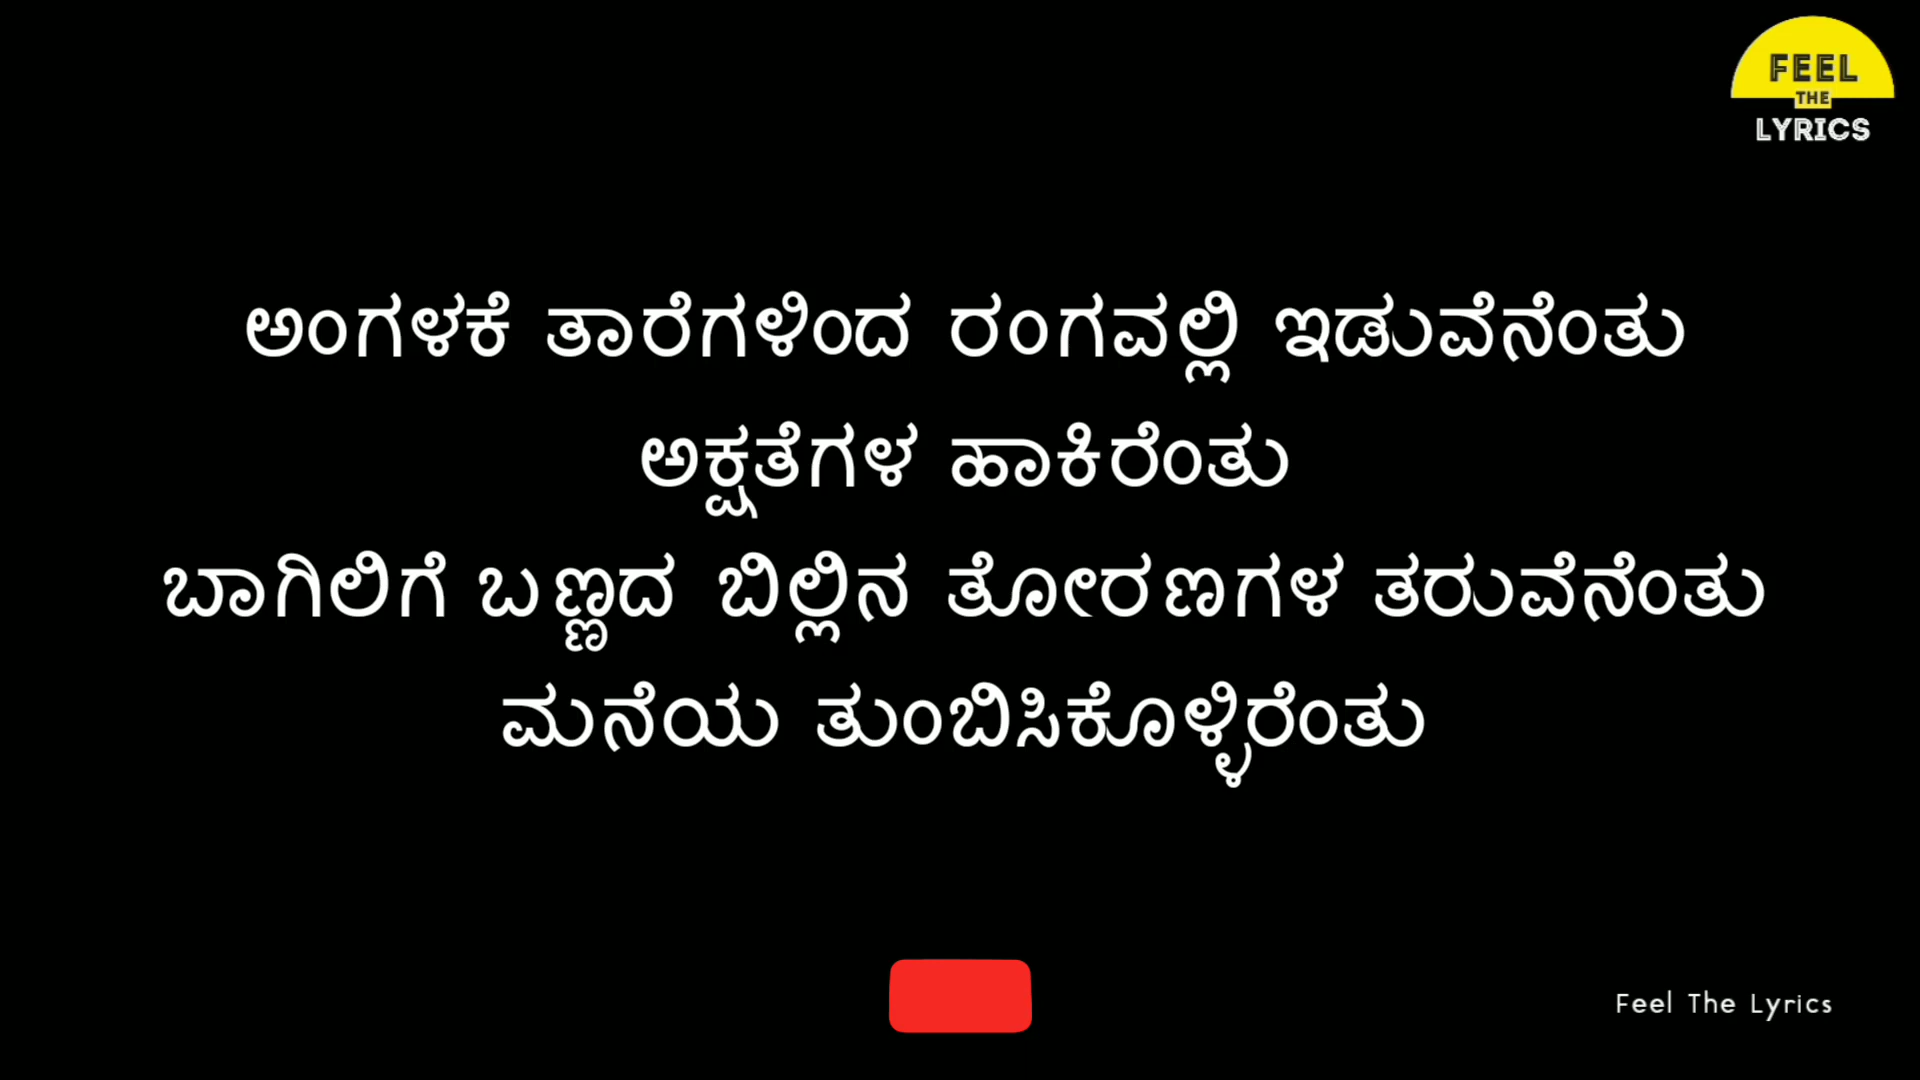 FEEL
THE
LYRICS
ಅಂಗಳಕೆ ತಾರೆಗಳಿಂದ ರಂಗವಲ್ಲಿ ಇಡುವೆನೆಂತು
ಅಕ್ಷತೆಗಳ ಹಾಕಿರೆಂತು
ಬಾಗಿಲಿಗೆ ಬಣ್ಣದ ಬಿಲ್ಲಿನ ತೋರಣಗಳ ತರುವೆನೆಂತು
ಮನೆಯ ತುಂಬಿಸಿಕೊಳ್ಳಿರೆಂತು
Feel The Lyrics